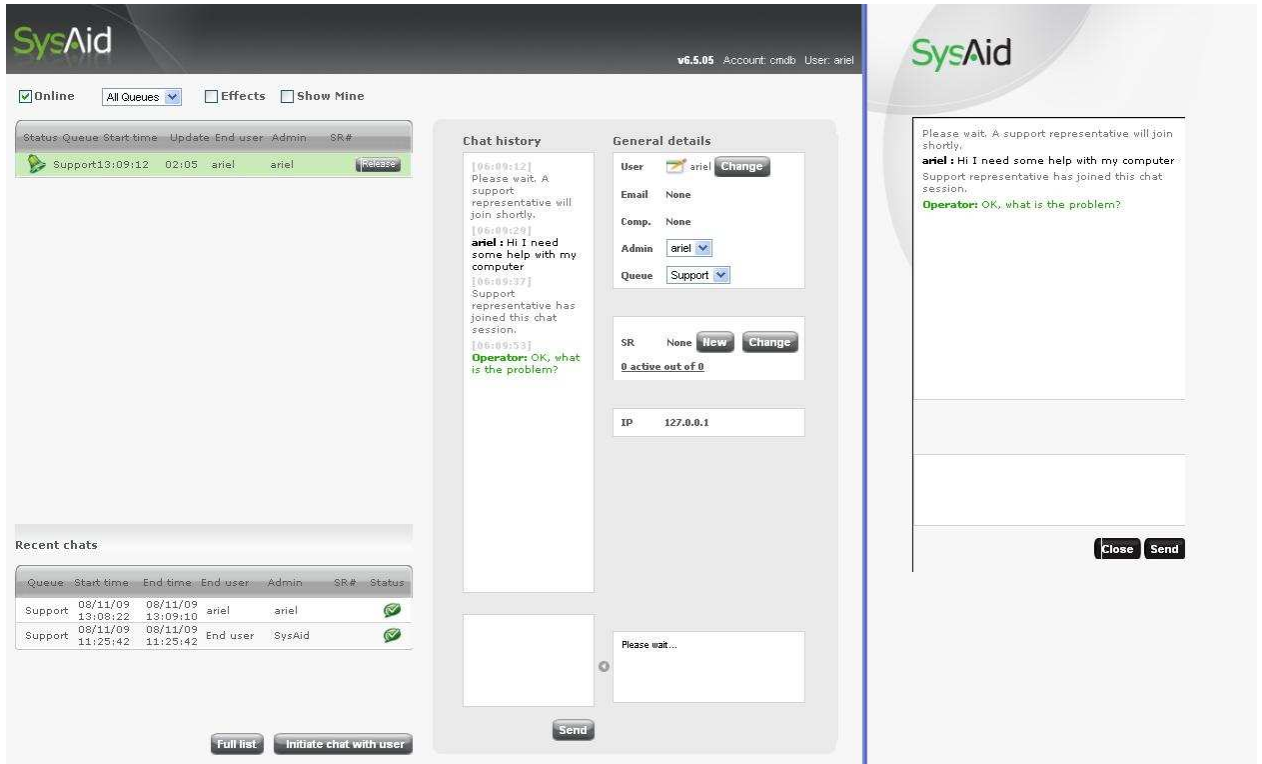 SysAid
v6.5.05 Account: cmdb User: ariel
Online
All Queues
Effects
Show Mine
Status Queue Start time Update End user Admin SR#
Support 13:09:12 02:05 ariel ariel Release
Recent chats
Queue Start time End time End user Admin SR# Status
Support 08/11/09 13:08:22 08/11/09 13:09:10 ariel ariel
Support 08/11/09 11:25:42 08/11/09 11:25:42 End user SysAid
Full list
Initiate chat with user
Chat history
[06:09:12]
Please wait. A
support
representative will
join shortly.
[06:09:29]
ariel : Hi I need
some help with my
computer
[06:09:37]
Support
representative has
joined this chat
session.
[06:09:53]
Operator: OK, what
is the problem?
Send
General details
User ariel Change
Email None
Comp. None
Admin ariel
Queue Support
SR None New Change
0 active out of 0
IP 127.0.0.1
Please wait...
SysAid
Please wait. A support representative will join
shortly.
ariel : Hi I need some help with my computer
Support representative has joined this chat
session.
Operator: OK, what is the problem?
Close Send